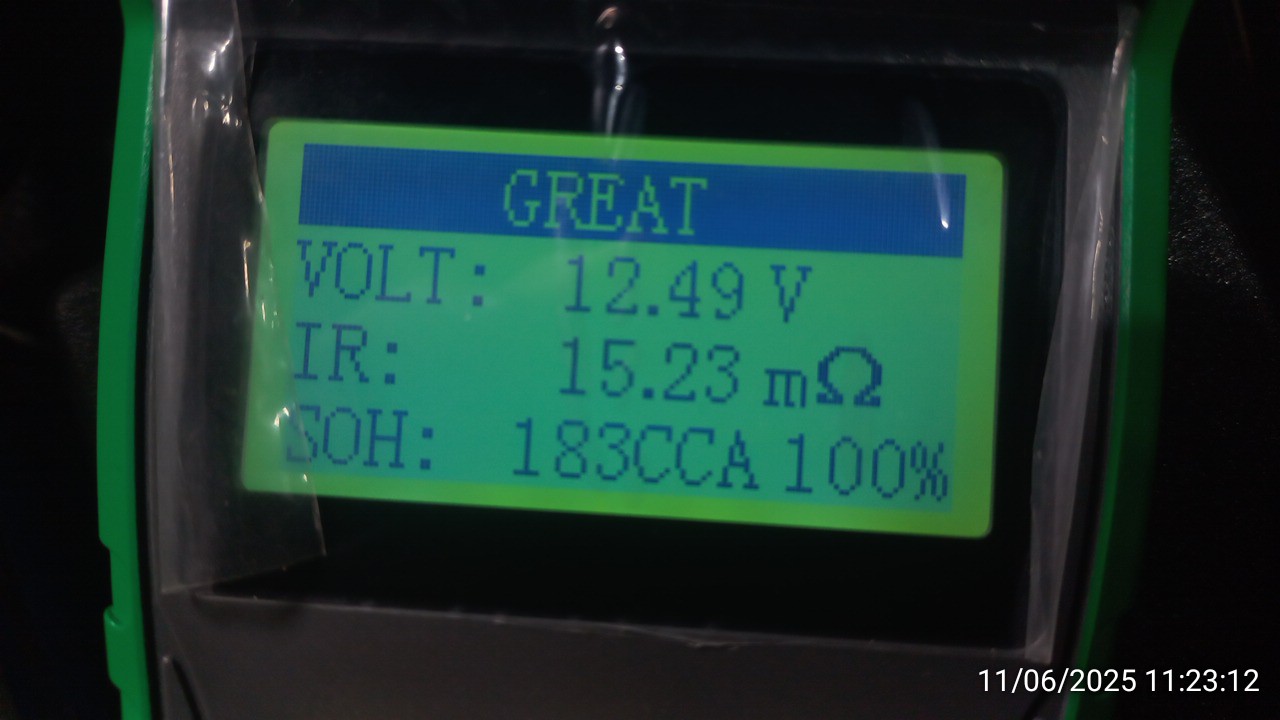 GREAT
VOLT: 12.49 V
IR: 15.23 mΩ
SOH: 183CCA 100%
11/06/2025 11:23:12